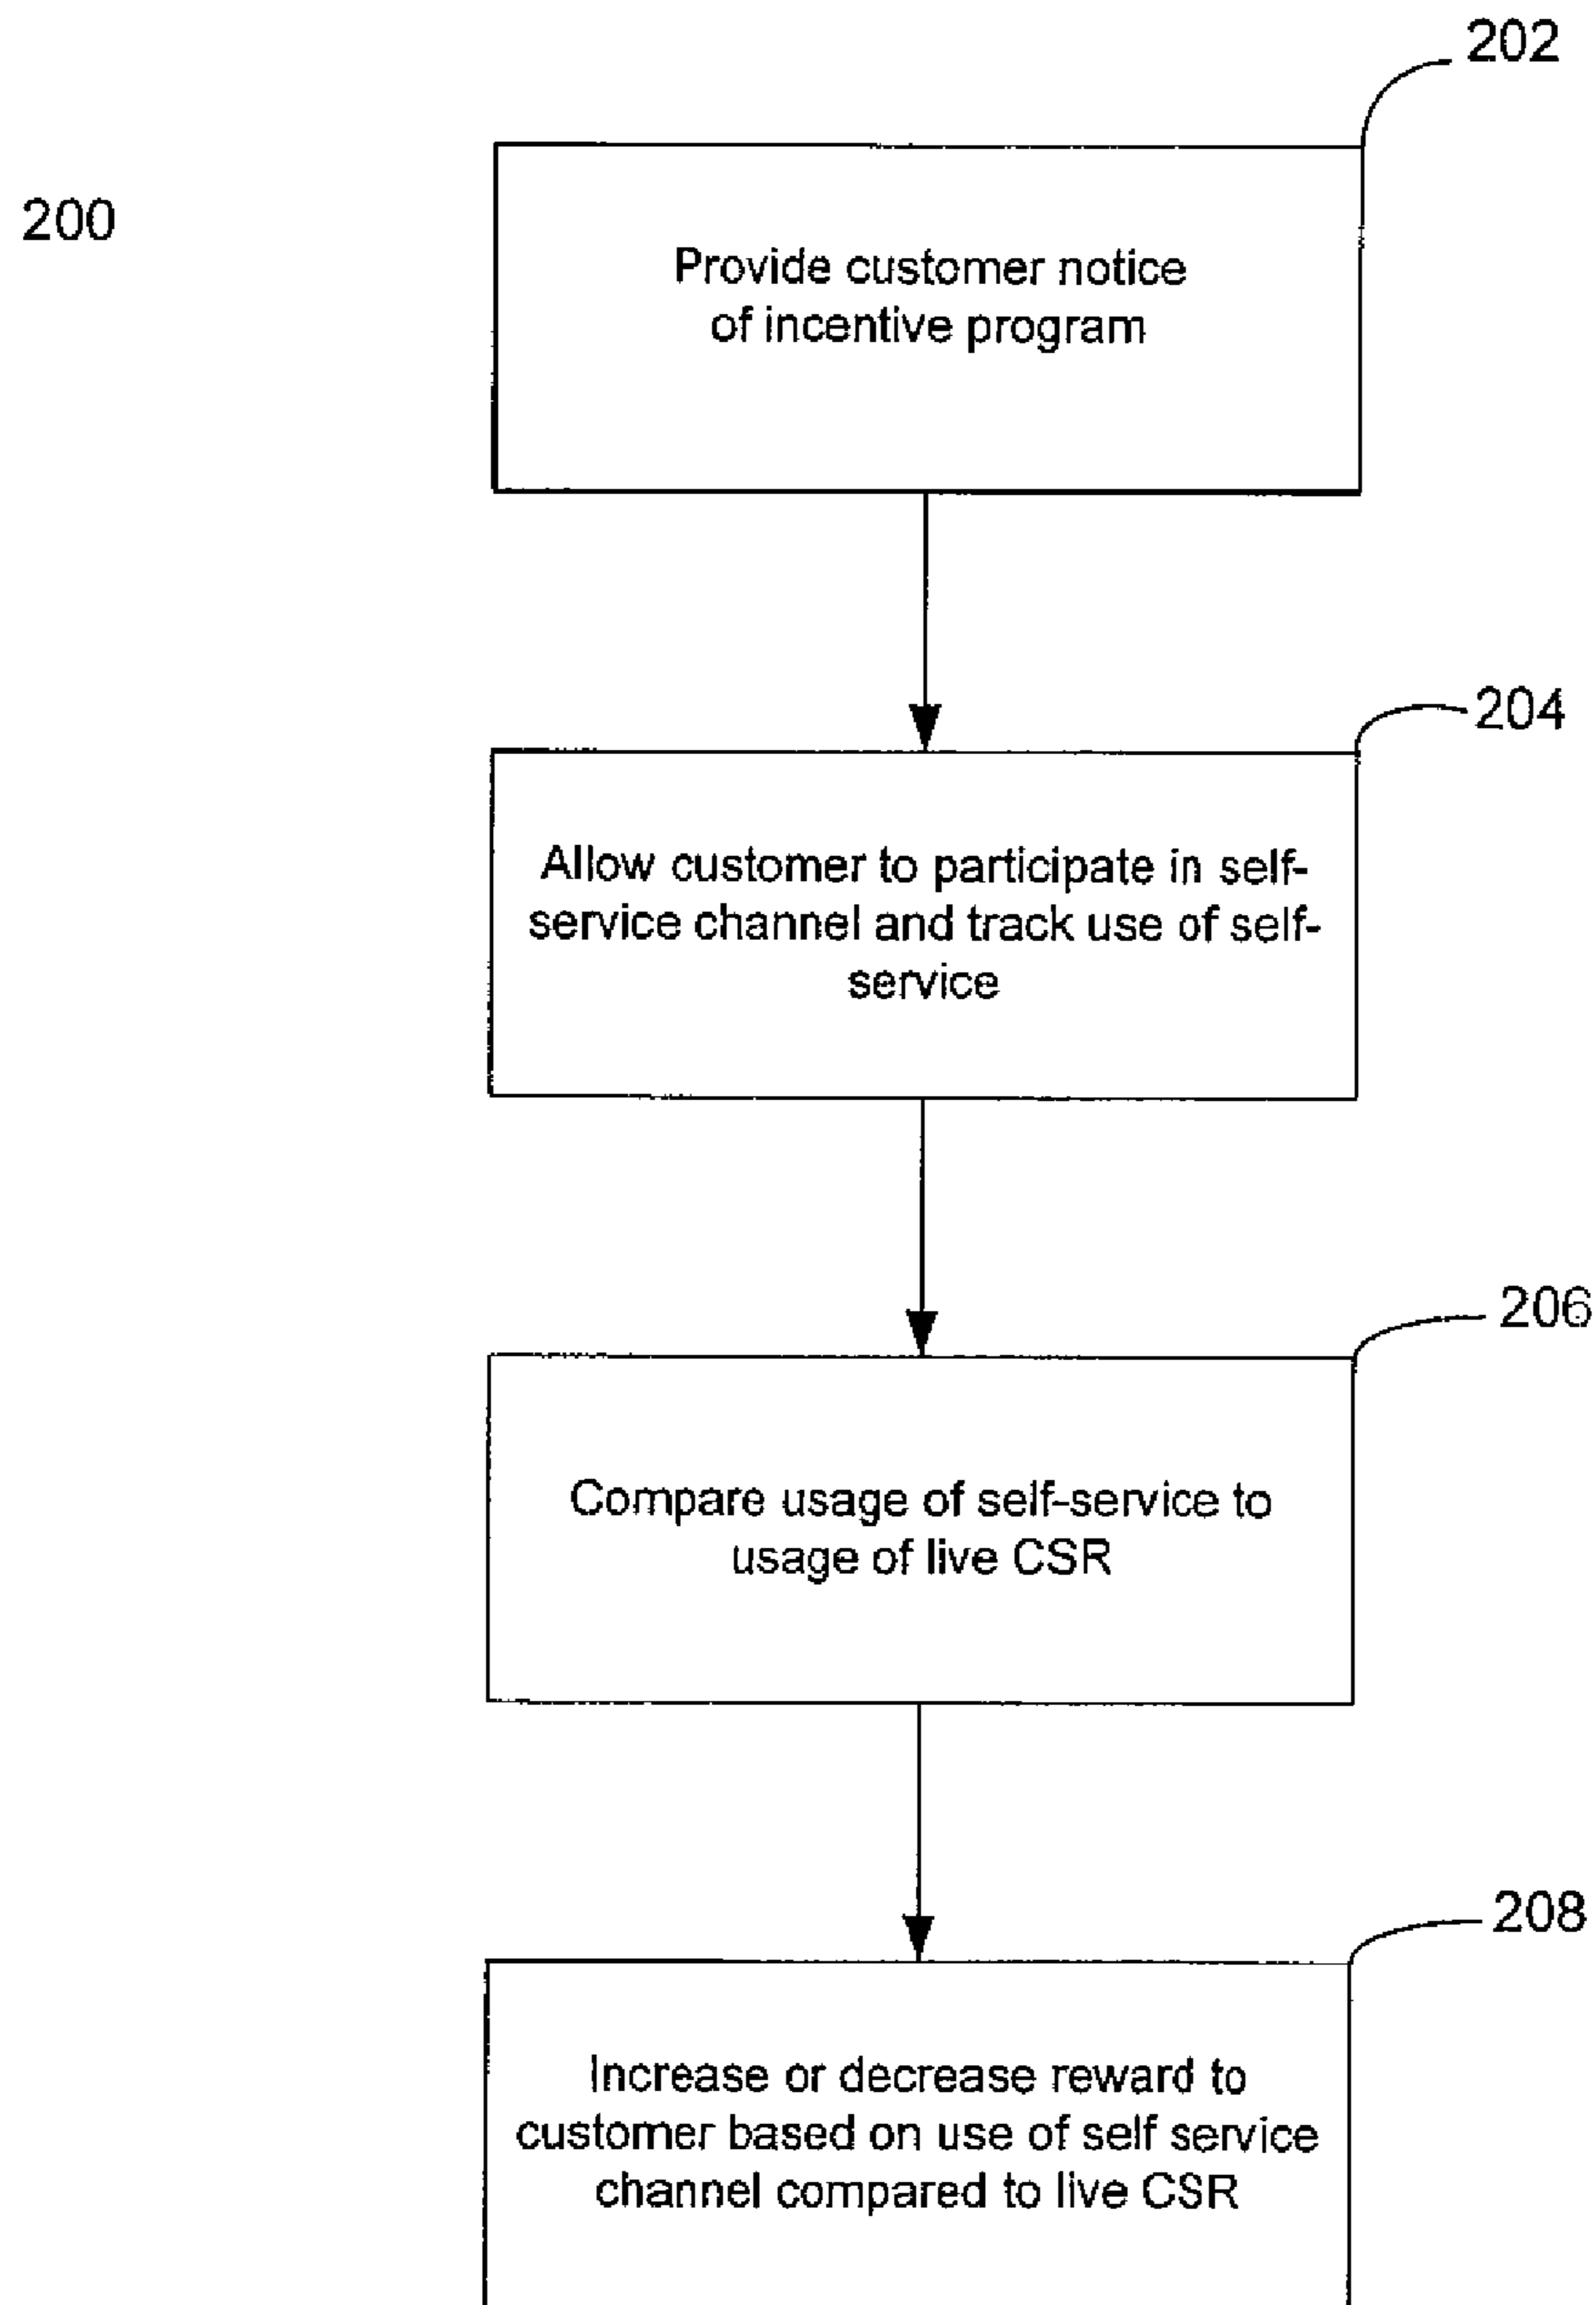 202
200
Provide customer notice
of incentive program
204
Allow customer to participate in self-
service channel and track use of self-
service
206
Compare usage of self-service to
usage of live CSR
208
Increase or decrease reward to
customer based on use of self service
channel compared to live CSR